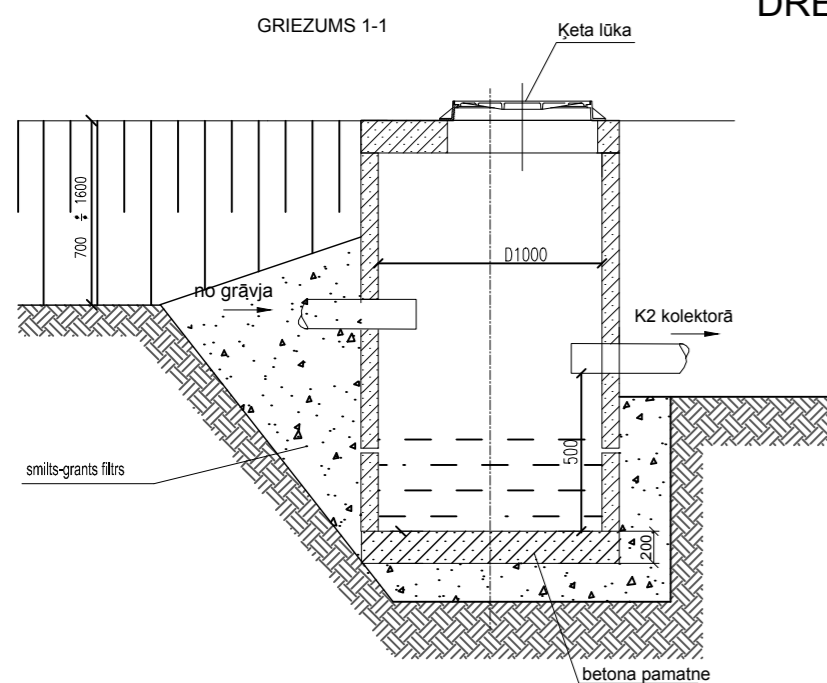 DRE
GRIEZUMS 1-1
Ķeta lūka
700 ÷ 1600
D1000
no grāvja
K2 kolektorā
500
smilts-grants filtrs
200
betona pamatne